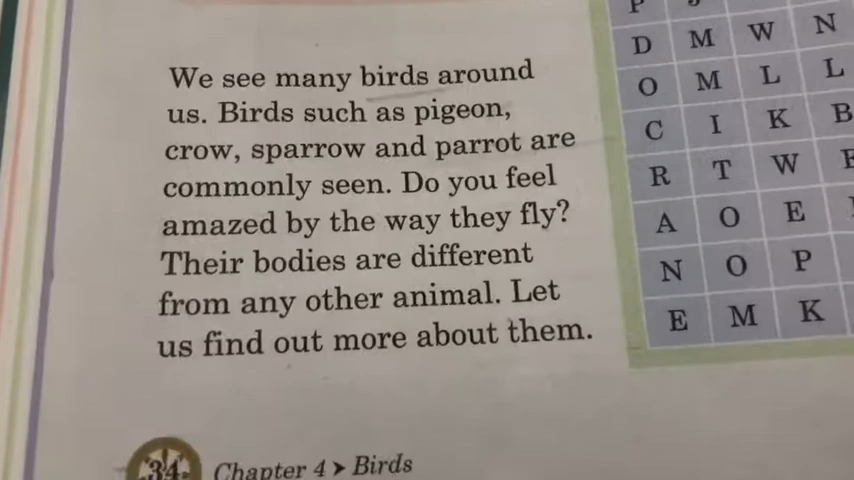 We see many birds around
us. Birds such as pigeon,
crow, sparrow and parrot are
commonly seen. Do you feel
amazed by the way they fly?
Their bodies are different
from any other animal. Let
us find out more about them.
D M W N
O M L L
C I K B
R T W
A O E
N O P
E M K
34 Chapter 4 > Birds